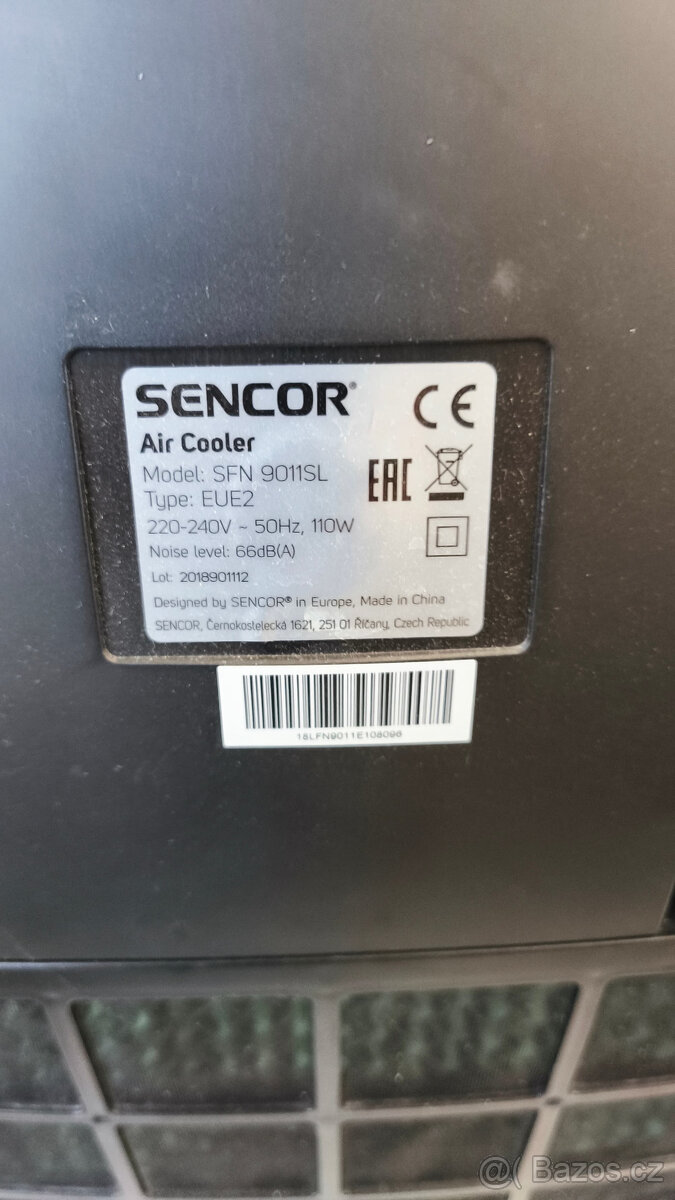 SENCOR®
CE
Air Cooler
Model: SFN 9011SL
EAC
Type: EUE2
220-240V ~ 50Hz, 110W
Noise level: 66dB(A)
Lot: 2018901112
Designed by SENCOR® in Europe, Made in China
SENCOR, Černokostelecká 1621, 251 01 Říčany, Czech Republic
18LFN9011E108096
@Bazos.cz